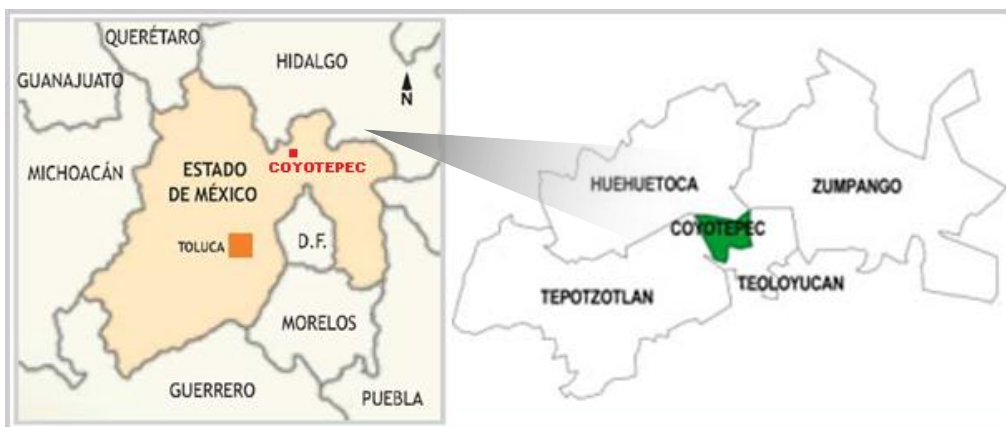 QUERÉTARO
HIDALGO
GUANAJUATO
N
MICHOACÁN
ESTADO
DE MÉXICO
COYOTEPEC
TOLUCA
D.F.
MORELOS
GUERRERO
PUEBLA
HUEHUETOCA
ZUMPANGO
COYOTEPEC
TEPOTZOTLAN
TEOLOYUCAN